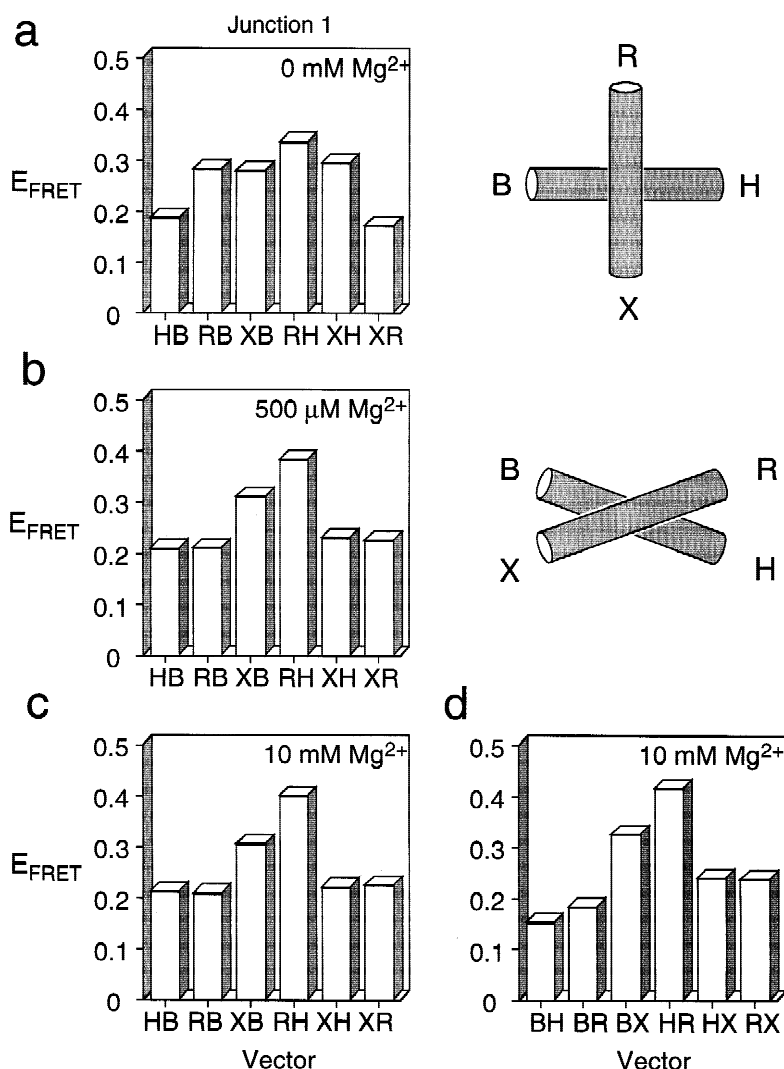 a
Junction 1
0 mM Mg2+
0.5
0.4
0.3
0.2
0.1
0
EFRET
HB RB XB RH XH XR
R
B H
X
b
500 μM Mg2+
0.5
0.4
0.3
0.2
0.1
0
EFRET
HB RB XB RH XH XR
B R
X H
c
10 mM Mg2+
0.5
0.4
0.3
0.2
0.1
0
EFRET
HB RB XB RH XH XR
Vector
d
10 mM Mg2+
0.5
0.4
0.3
0.2
0.1
0
BH BR BX HR HX RX
Vector